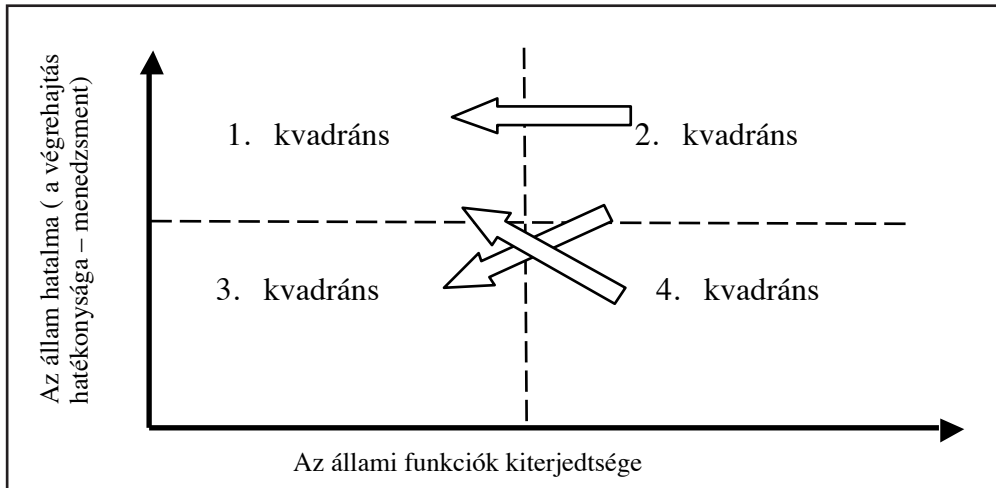 Az állam hatalma ( a végrehajtás
hatékonysága – menedzsment)
1. kvadráns
2. kvadráns
3. kvadráns
4. kvadráns
Az állami funkciók kiterjedtsége